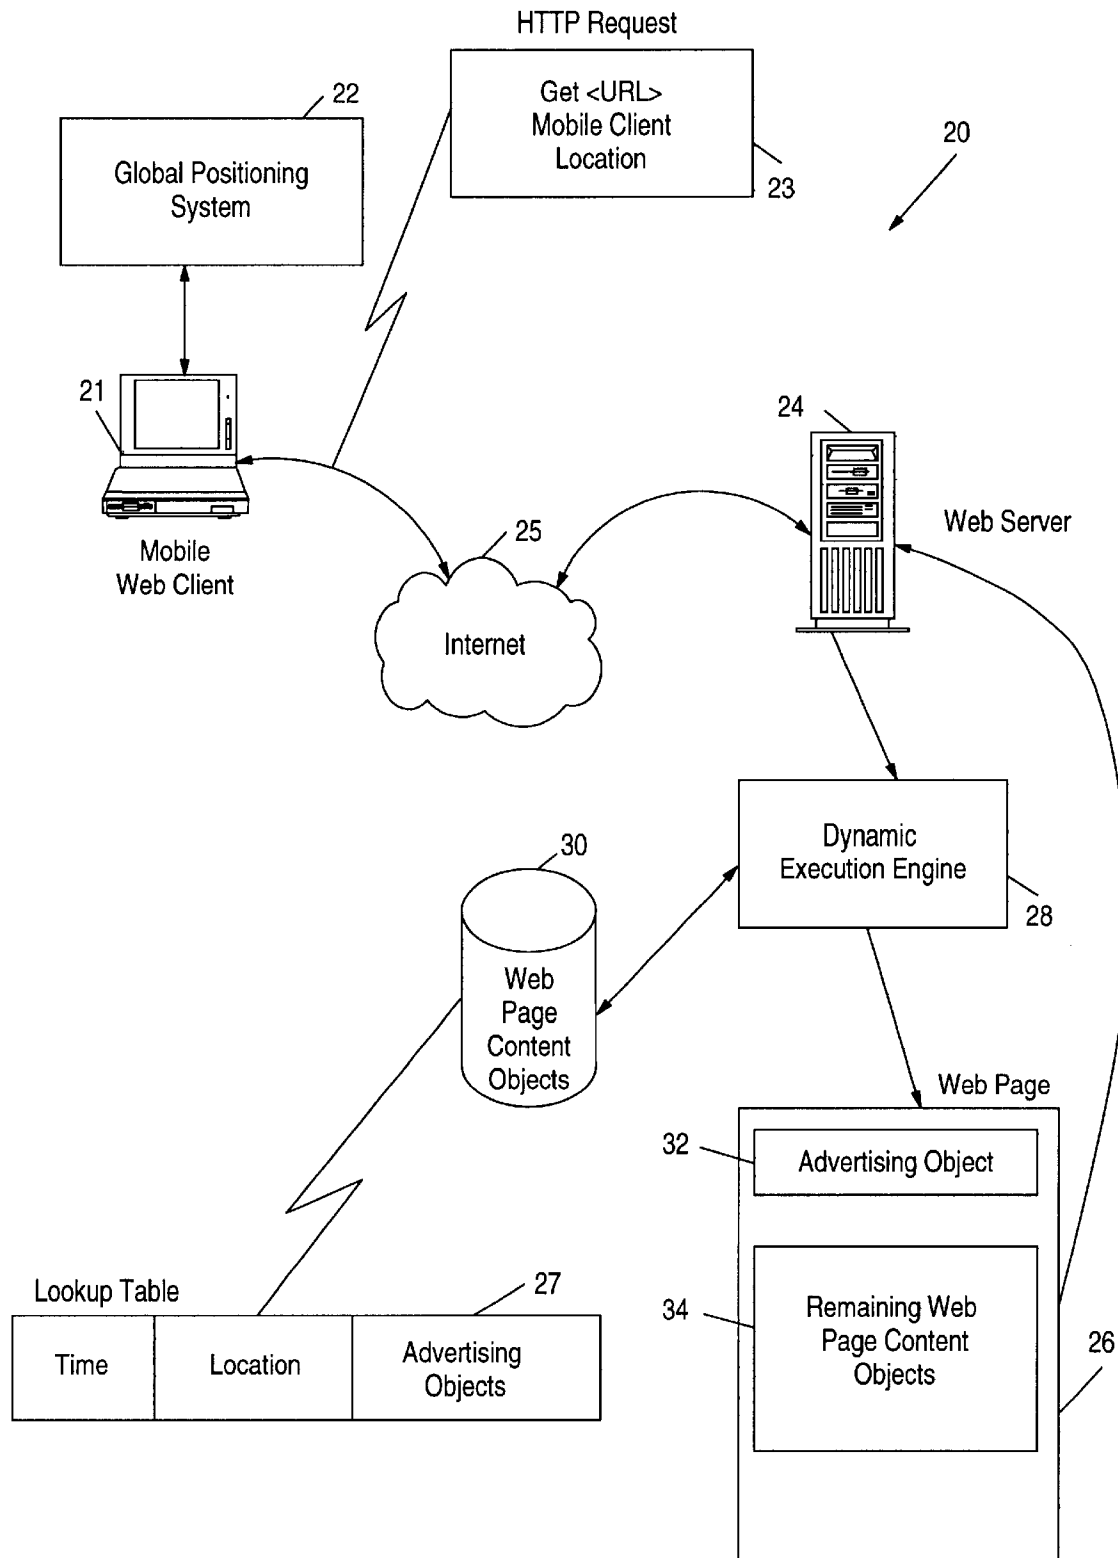 HTTP Request
22
Get <URL>
Mobile Client
Location
20
Global Positioning
System
23
21
24
Mobile
Web Client
25
Web Server
Internet
30
Dynamic
Execution Engine
28
Web
Page
Content
Objects
Web Page
32
Advertising Object
Lookup Table
27
34
Remaining Web
Page Content
Objects
26
Time
Location
Advertising
Objects